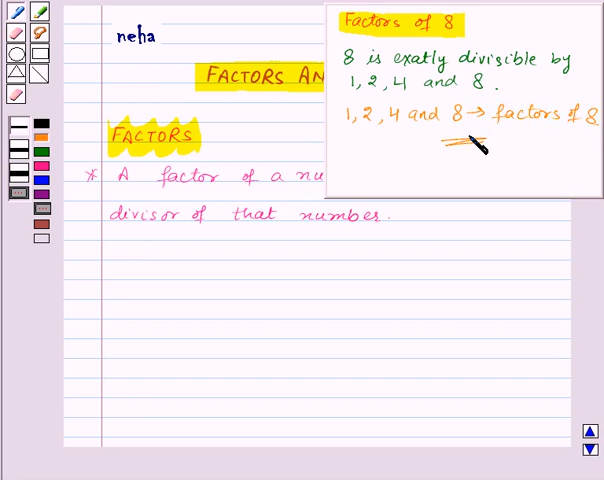 neha
FACTORS AN
FACTORS
* A factor of a nu
divisor of that number.
Factors of 8
8 is exatly divisible by
1, 2, 4 and 8.
1, 2, 4 and 8 → factors of 8